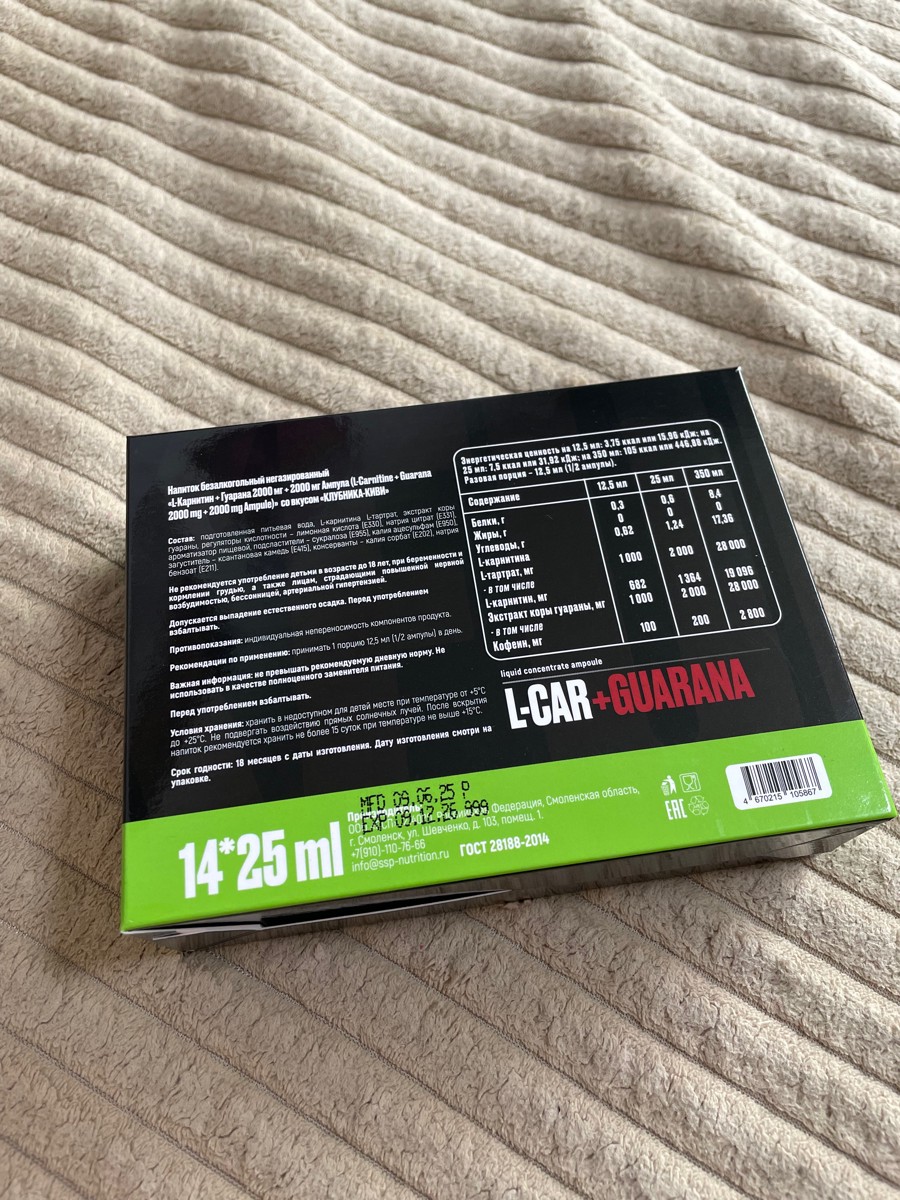 Напиток безалкогольный негазированный
«L-Карнитин + Гуарана 2000 мг + 2000 мг Ампула (L-Carnitine + Guarana
2000 mg + 2000 mg Ampule)» со вкусом «КЛУБНИКА-КИВИ»
Состав: подготовленная питьевая вода, L-карнитина L-тартрат, экстракт коры
гуараны, регуляторы кислотности – лимонная кислота (Е330), натрия цитрат (Е331),
ароматизатор пищевой, подсластители – сукралоза (Е955), калия ацесульфам (Е950),
загуститель – ксантановая камедь (Е415), консерванты – калия сорбат (Е202), натрия
бензоат (Е211).
Не рекомендуется употребление детьми в возрасте до 18 лет, при беременности и
кормлении грудью, а также лицам, страдающими повышенной нервной
возбудимостью, бессонницей, артериальной гипертензией.
Допускается выпадение естественного осадка. Перед употреблением
взбалтывать.
Противопоказания: индивидуальная непереносимость компонентов продукта.
Рекомендации по применению: принимать 1 порцию 12,5 мл (1/2 ампулы) в день.
Важная информация: не превышать рекомендуемую дневную норму. Не
использовать в качестве полноценного заменителя питания.
Перед употреблением взбалтывать.
Условия хранения: хранить в недоступном для детей месте при температуре от +5°С
до +25°С. Не подвергать воздействию прямых солнечных лучей. После вскрытия
напиток рекомендуется хранить не более 15 суток при температуре не выше +15°С.
Срок годности: 18 месяцев с даты изготовления. Дату изготовления смотри на
упаковке.
Энергетическая ценность на 12,5 мл: 3,75 ккал или 15,96 кДж; на
25 мл: 7,5 ккал или 31,92 кДж; на 350 мл: 105 ккал или 446,88 кДж.
Разовая порция – 12,5 мл (1/2 ампулы).
Содержание 12,5 мл 25 мл 350 мл
Белки, г 0,3 0,6 8,4
Жиры, г 0 0 0
Углеводы, г 0,62 1,24 17,36
L-карнитина
L-тартрат, мг 1 000 2 000 28 000
- в том числе
L-карнитин, мг 682 1 364 19 096
Экстракт коры гуараны, мг 1 000 2 000 28 000
- в том числе
Кофеин, мг 100 200 2 800
liquid concentrate ampoule
L-CAR+GUARANA
14*25 ml
MFD 09.06.25 P
EXP 09.12.26 999
Производитель:
Федерация, Смоленская область,
г. Смоленск, ул. Шевченко, д. 103, помещ. 1.
+7(910)-110-76-66
info@ssp-nutrition.ru ГОСТ 28188-2014
EAC
4 670215 105867